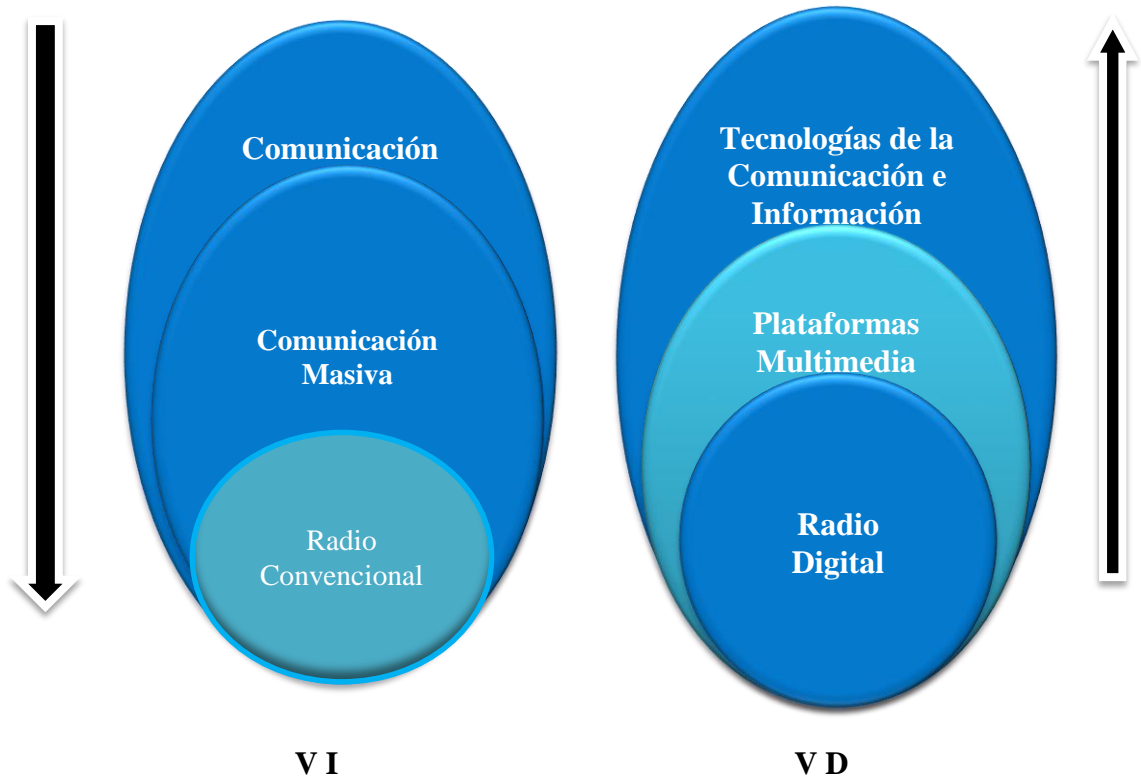 Comunicación
Comunicación
Masiva
Radio
Convencional
V I
Tecnologías de la
Comunicación e
Información
Plataformas
Multimedia
Radio
Digital
V D